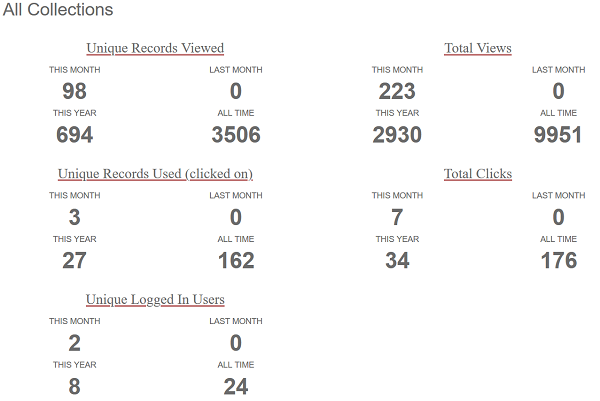 All Collections
Unique Records Viewed
THIS MONTH LAST MONTH
98 0
THIS YEAR ALL TIME
694 3506
Total Views
THIS MONTH LAST MONTH
223 0
THIS YEAR ALL TIME
2930 9951
Unique Records Used (clicked on)
THIS MONTH LAST MONTH
3 0
THIS YEAR ALL TIME
27 162
Total Clicks
THIS MONTH LAST MONTH
7 0
THIS YEAR ALL TIME
34 176
Unique Logged In Users
THIS MONTH LAST MONTH
2 0
THIS YEAR ALL TIME
8 24